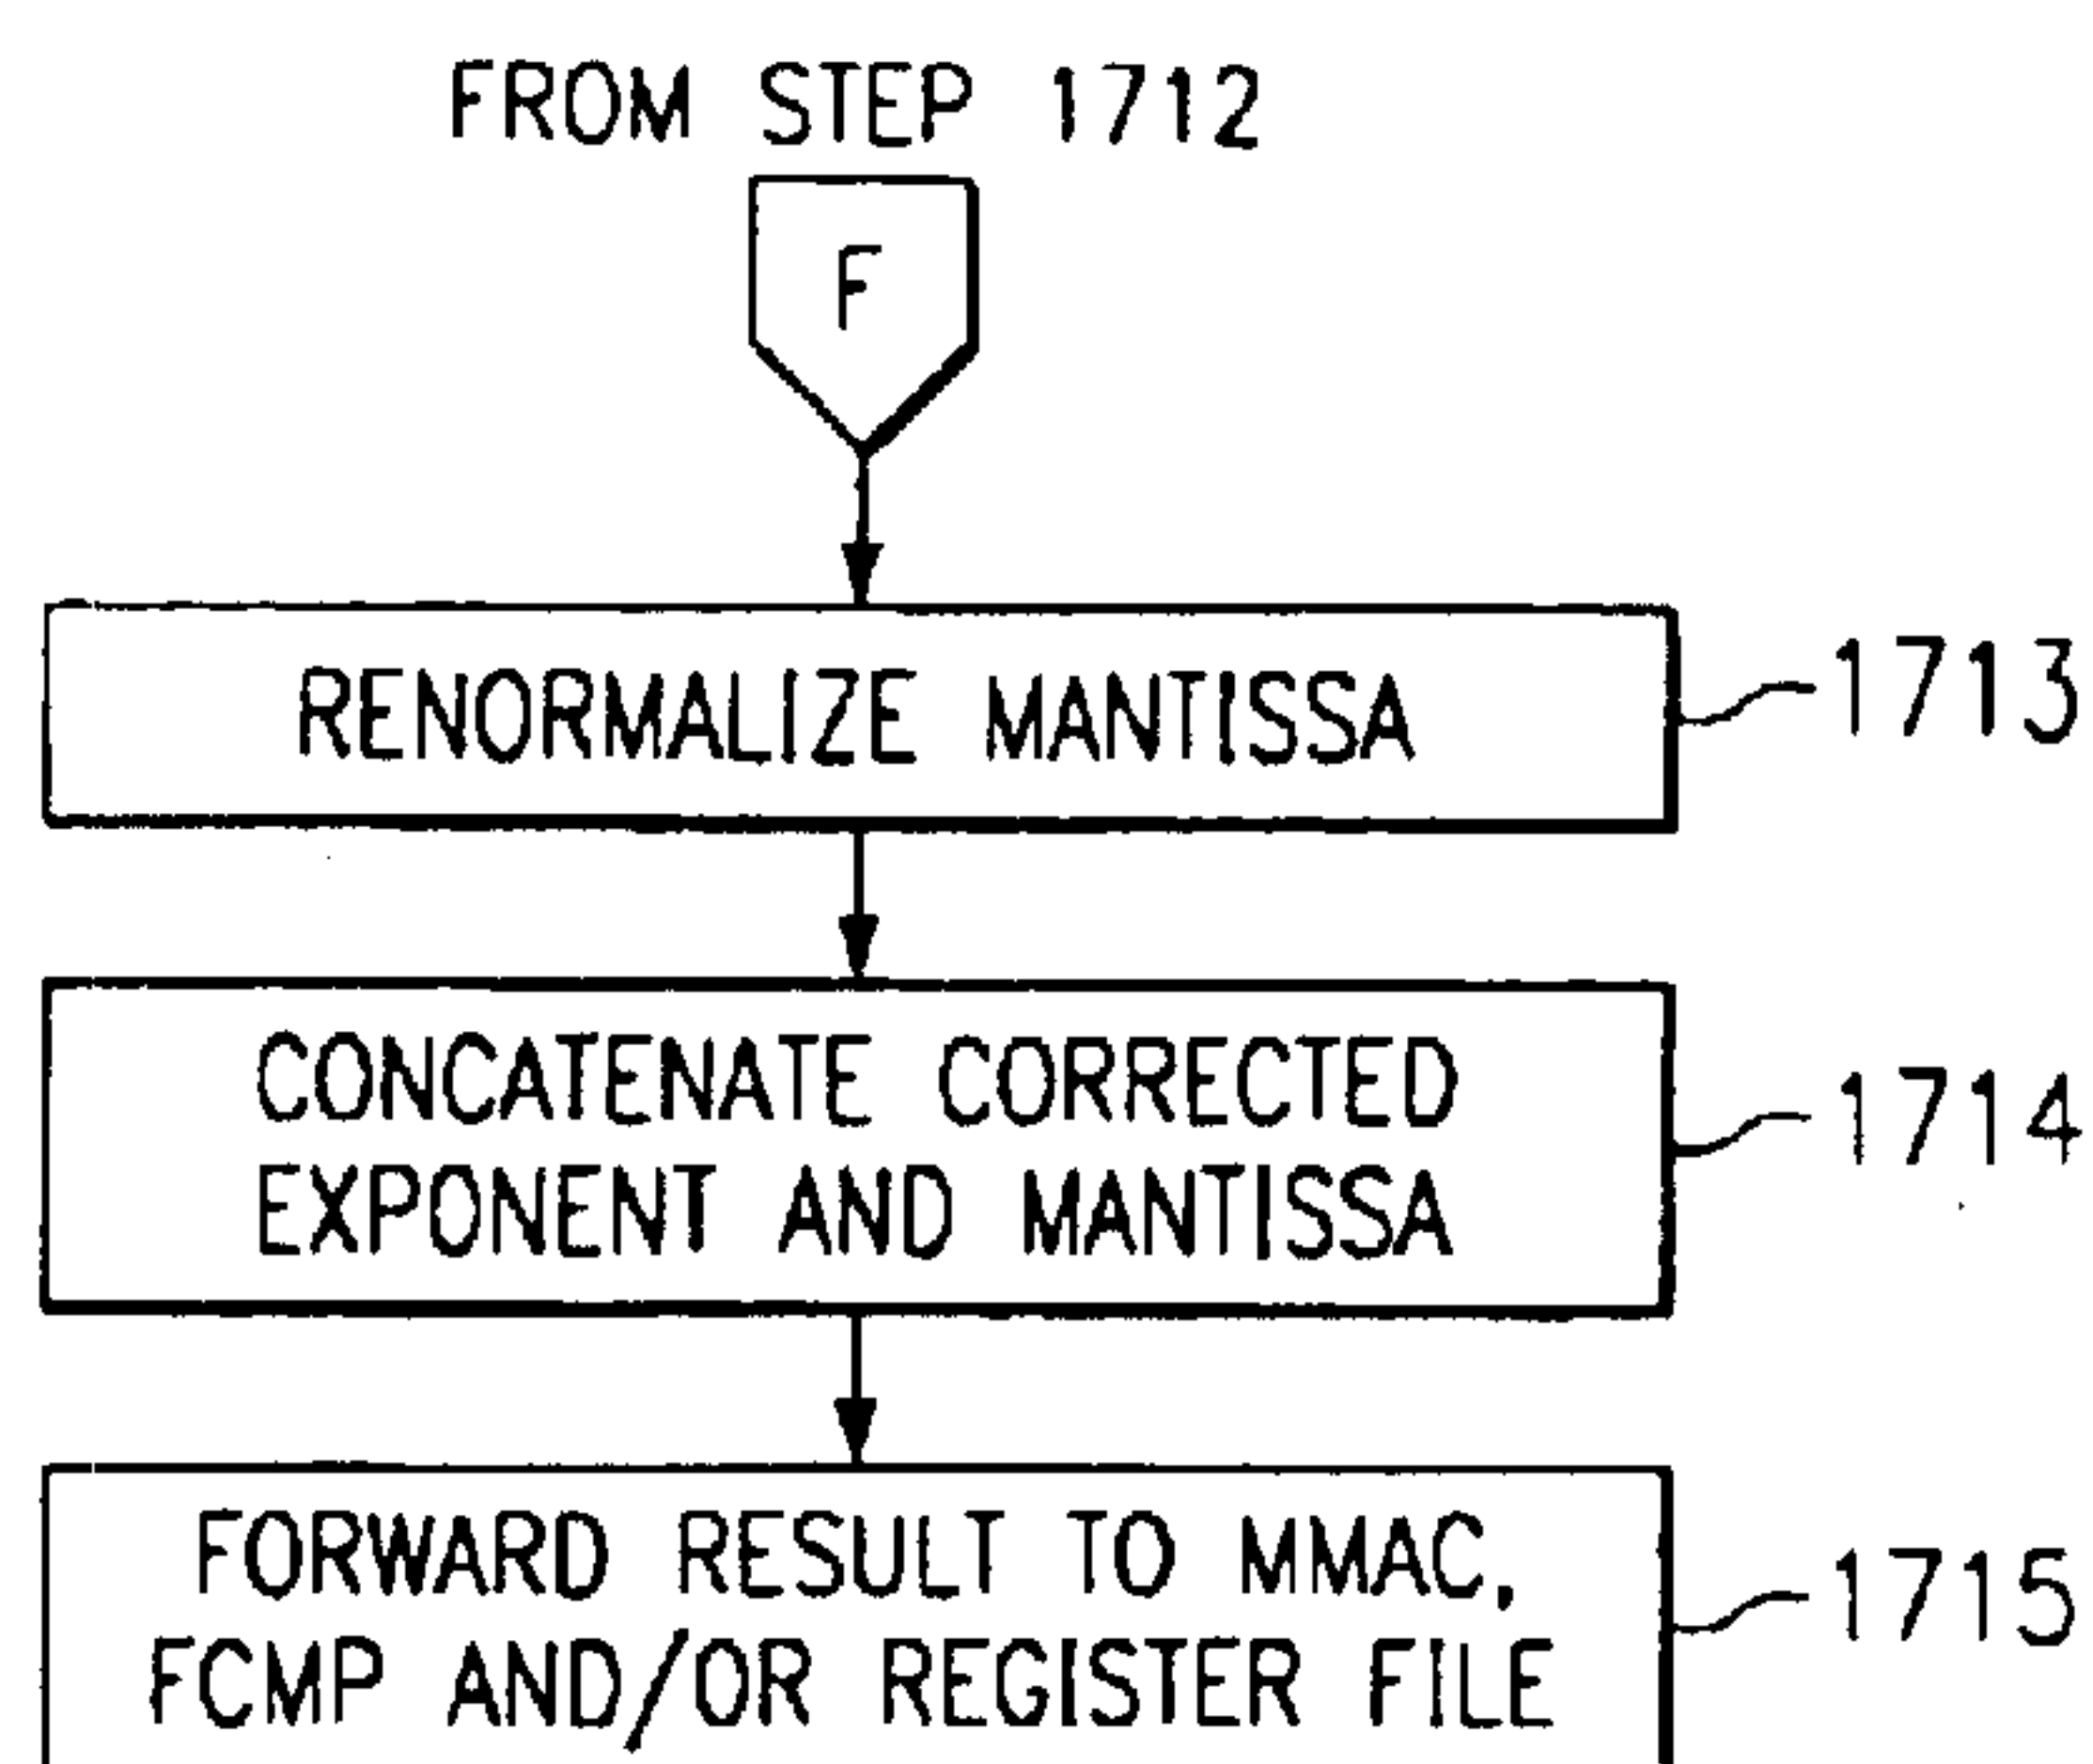 FROM STEP 1712
F
RENORMALIZE MANTISSA
1713
CONCATENATE CORRECTED
EXPONENT AND MANTISSA
1714
FORWARD RESULT TO MMAC,
FCMP AND/OR REGISTER FILE
1715